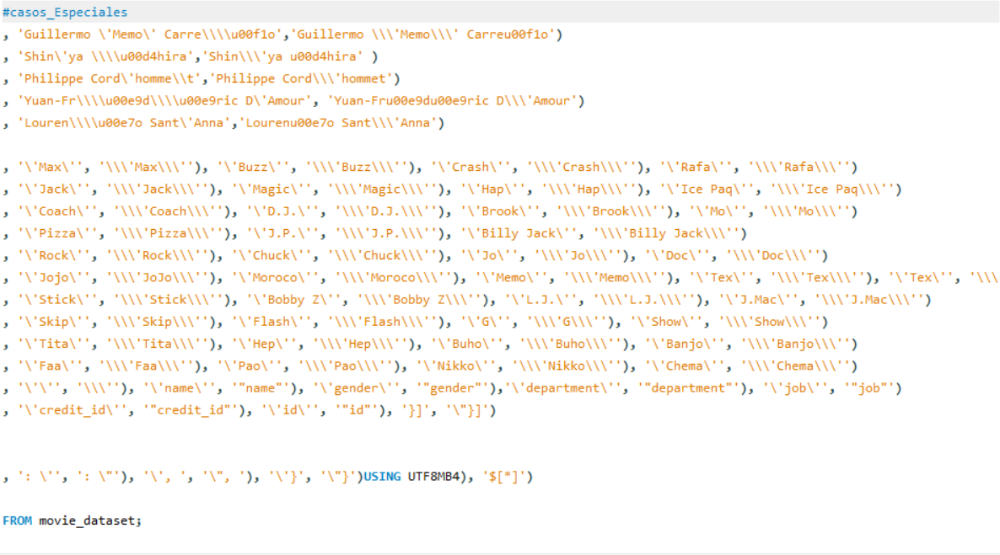 #casos_Especiales
, 'Guillermo \'Memo\' Carre\\\\u00f1o','Guillermo \\\'Memo\\\' Carreu00f1o')
, 'Shin\'ya \\\\u00d4hira','Shin\\\'ya u00d4hira' )
, 'Philippe Cord\'homme\\t','Philippe Cord\\\'hommet')
, 'Yuan-Fr\\\\u00e9d\\\\u00e9ric D\'Amour', 'Yuan-Fru00e9du00e9ric D\\\'Amour')
, 'Louren\\\\u00e7o Sant\'Anna','Lourenu00e7o Sant\\\'Anna')
, '\'Max\'', '\\\'Max\\\''), '\'Buzz\'', '\\\'Buzz\\\''), '\'Crash\'', '\\\'Crash\\\''), '\'Rafa\'', '\\\'Rafa\\\'')
, '\'Jack\'', '\\\'Jack\\\''), '\'Magic\'', '\\\'Magic\\\''), '\'Hap\'', '\\\'Hap\\\''), '\'Ice Paq\'', '\\\'Ice Paq\\\'')
, '\'Coach\'', '\\\'Coach\\\''), '\'D.J.\'', '\\\'D.J.\\\''), '\'Brook\'', '\\\'Brook\\\''), '\'Mo\'', '\\\'Mo\\\'')
, '\'Pizza\'', '\\\'Pizza\\\''), '\'J.P.\'', '\\\'J.P.\\\''), '\'Billy Jack\'', '\\\'Billy Jack\\\'')
, '\'Rock\'', '\\\'Rock\\\''), '\'Chuck\'', '\\\'Chuck\\\''), '\'Jo\'', '\\\'Jo\\\''), '\'Doc\'', '\\\'Doc\\\'')
, '\'Jojo\'', '\\\'JoJo\\\''), '\'Moroco\'', '\\\'Moroco\\\''), '\'Memo\'', '\\\'Memo\\\''), '\'Tex\'', '\\\'Tex\\\''), '\'Tex\'', '\\\
, '\'Stick\'', '\\\'Stick\\\''), '\'Bobby Z\'', '\\\'Bobby Z\\\''), '\'L.J.\'', '\\\'L.J.\\\''), '\'J.Mac\'', '\\\'J.Mac\\\'')
, '\'Skip\'', '\\\'Skip\\\''), '\'Flash\'', '\\\'Flash\\\''), '\'G\'', '\\\'G\\\''), '\'Show\'', '\\\'Show\\\'')
, '\'Tita\'', '\\\'Tita\\\''), '\'Hep\'', '\\\'Hep\\\''), '\'Buho\'', '\\\'Buho\\\''), '\'Banjo\'', '\\\'Banjo\\\'')
, '\'Faa\'', '\\\'Faa\\\''), '\'Pao\'', '\\\'Pao\\\''), '\'Nikko\'', '\\\'Nikko\\\''), '\'Chema\'', '\\\'Chema\\\'')
, '\'\'', '\\\''), '\'name\'', '"name"'), '\'gender\'', '"gender"'),'\'department\'', '"department"'), '\'job\'', '"job"')
, '\'credit_id\'', '"credit_id"'), '\'id\'', '"id"'), '}]', '\"}]')
, ': \'', ': \"'), '\', ', '\", '), '\'}', '\"}')USING UTF8MB4), '$[*]')
FROM movie_dataset;